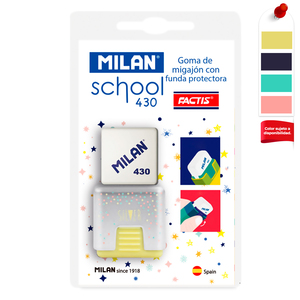 MILAN
school
430
Goma de
migajón con
funda protectora
FACTIS
MILAN
430
MILAN since 1918
Spain
Color sujeto a
disponibilidad.